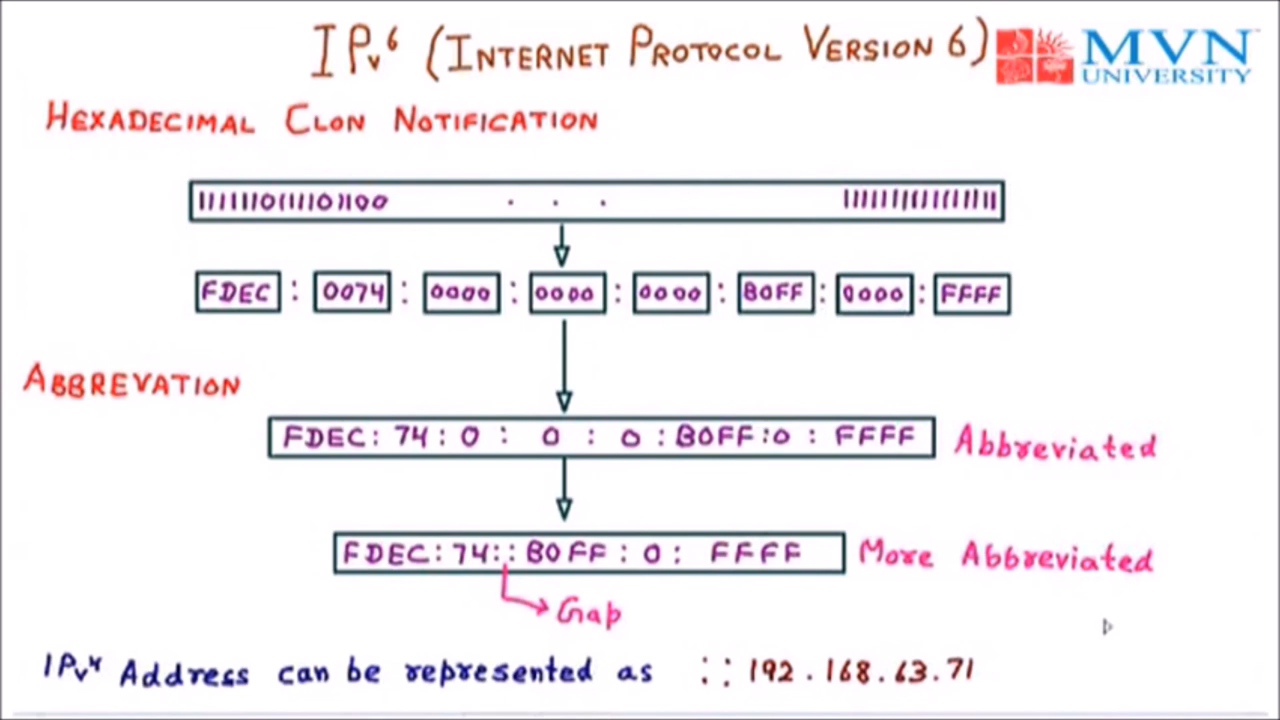 IPv6 (INTERNET PROTOCOL VERSION 6)
MVN
UNIVERSITY
HEXADECIMAL CLON NOTIFICATION
1111110111101100 . . . 1111111111111111
FDEC : 0074 : 0000 : 0000 : 0000 : B0FF : 0000 : FFFF
ABBREVATION
FDEC : 74 : 0 : 0 : 0 : B0FF : 0 : FFFF Abbreviated
FDEC : 74 :: B0FF : 0 : FFFF More Abbreviated
Gap
IPv4 Address can be represented as :: 192.168.63.71